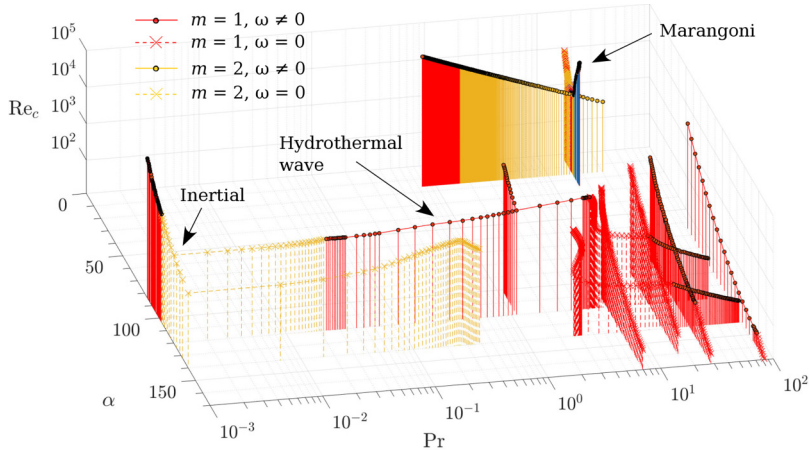 m = 1, ω ≠ 0
m = 1, ω = 0
m = 2, ω ≠ 0
m = 2, ω = 0
Marangoni
Hydrothermal
wave
Inertial
Re_c
10^5
10^4
10^3
10^2
0
50
100
150
α
10^-3
10^-2
10^-1
10^0
10^1
10^2
Pr